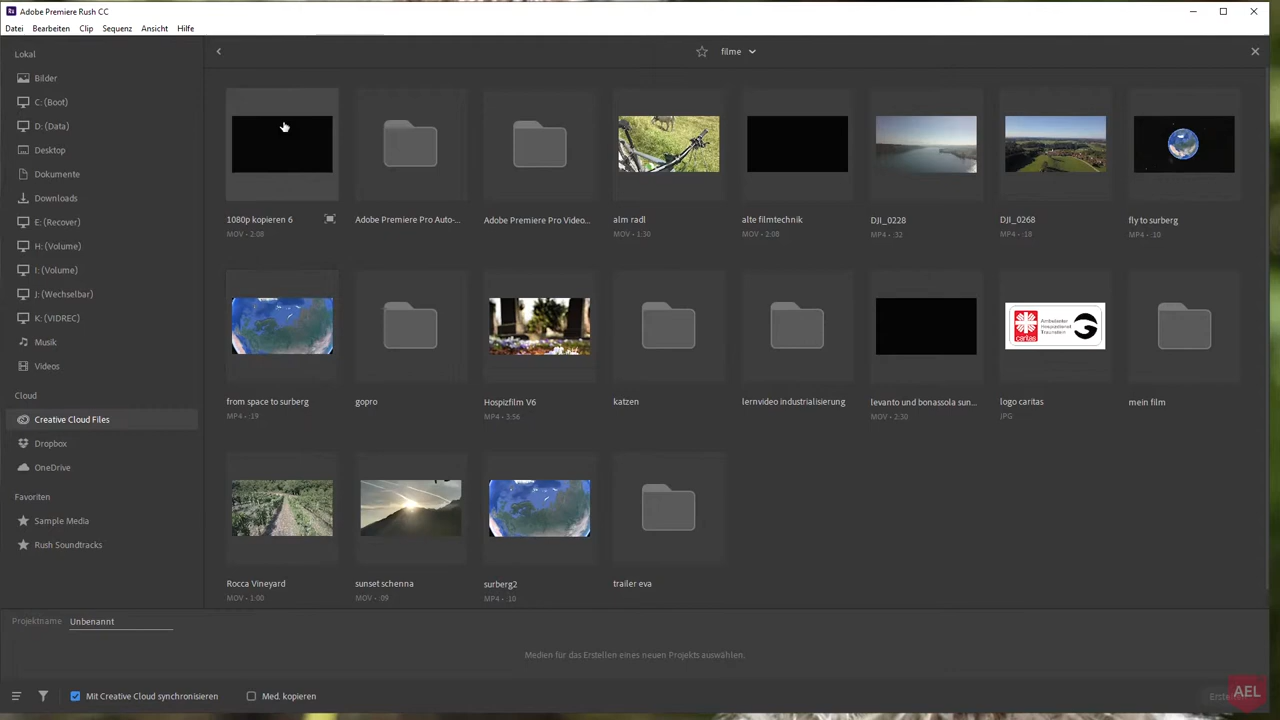 Adobe Premiere Rush CC
Datei Bearbeiten Clip Sequenz Ansicht Hilfe
Lokal
Bilder
C: (Boot)
D: (Data)
Desktop
Dokumente
Downloads
E: (Recover)
H: (Volume)
I: (Volume)
J: (Wechselbar)
K: (VIDREC)
Musik
Videos
Cloud
Creative Cloud Files
Dropbox
OneDrive
Favoriten
Sample Media
Rush Soundtracks
filme
1080p kopieren 6
MOV • 2:08
Adobe Premiere Pro Auto-...
Adobe Premiere Pro Video...
alm radl
MOV • 1:30
alte filmtechnik
MOV • 2:08
DJI_0228
MP4 • :32
DJI_0268
MP4 • :18
fly to surberg
MP4 • :10
from space to surberg
MP4 • :19
gopro
Hospizfilm V6
MP4 • 3:56
katzen
lernvideo industrialisierung
levanto und bonassola sun...
MOV • 2:30
caritas
Ambulanter
Hospizdienst
Traunstein
logo caritas
JPG
mein film
Rocca Vineyard
MOV • 1:00
sunset schenna
MOV • :09
surberg2
MP4 • :10
trailer eva
Projektname Unbenannt
Medien für das Erstellen eines neuen Projekts auswählen.
Mit Creative Cloud synchronisieren
Med. kopieren
AEL